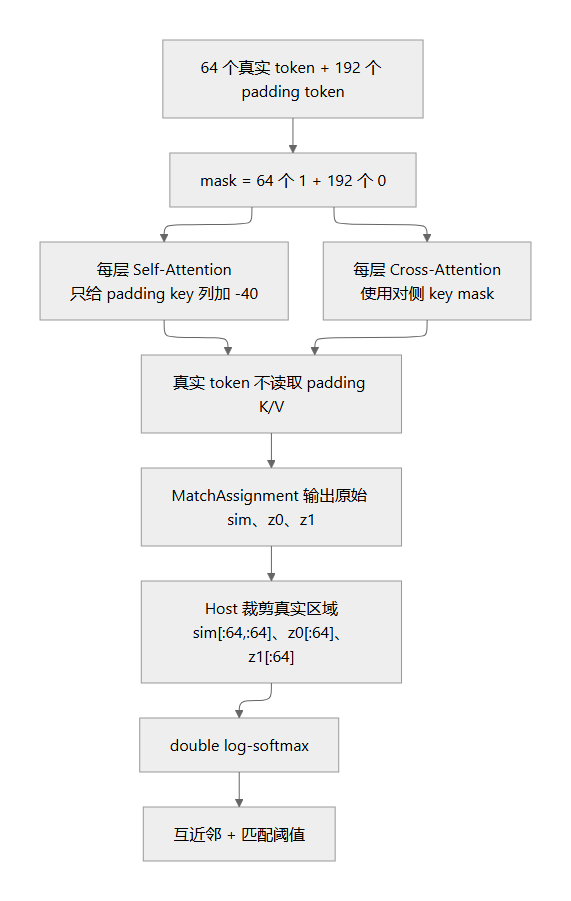 64 个真实 token + 192 个
padding token
mask = 64 个 1 + 192 个 0
每层 Self-Attention
只给 padding key 列加 -40
每层 Cross-Attention
使用对侧 key mask
真实 token 不读取 padding
K/V
MatchAssignment 输出原始
sim、z0、z1
Host 裁剪真实区域
sim[:64,:64]、z0[:64]、
z1[:64]
double log-softmax
互近邻 + 匹配阈值